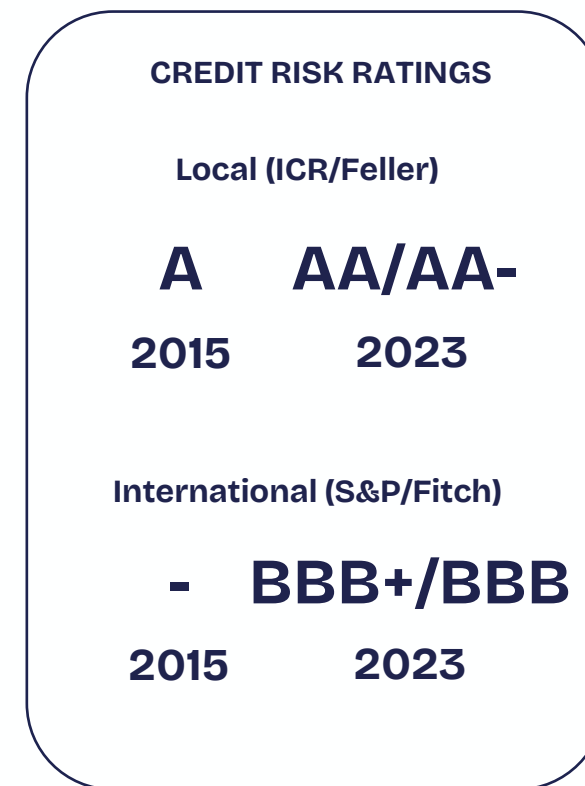 CREDIT RISK RATINGS
Local (ICR/Feller)
A AA/AA-
2015 2023
International (S&P/Fitch)
- BBB+/BBB
2015 2023